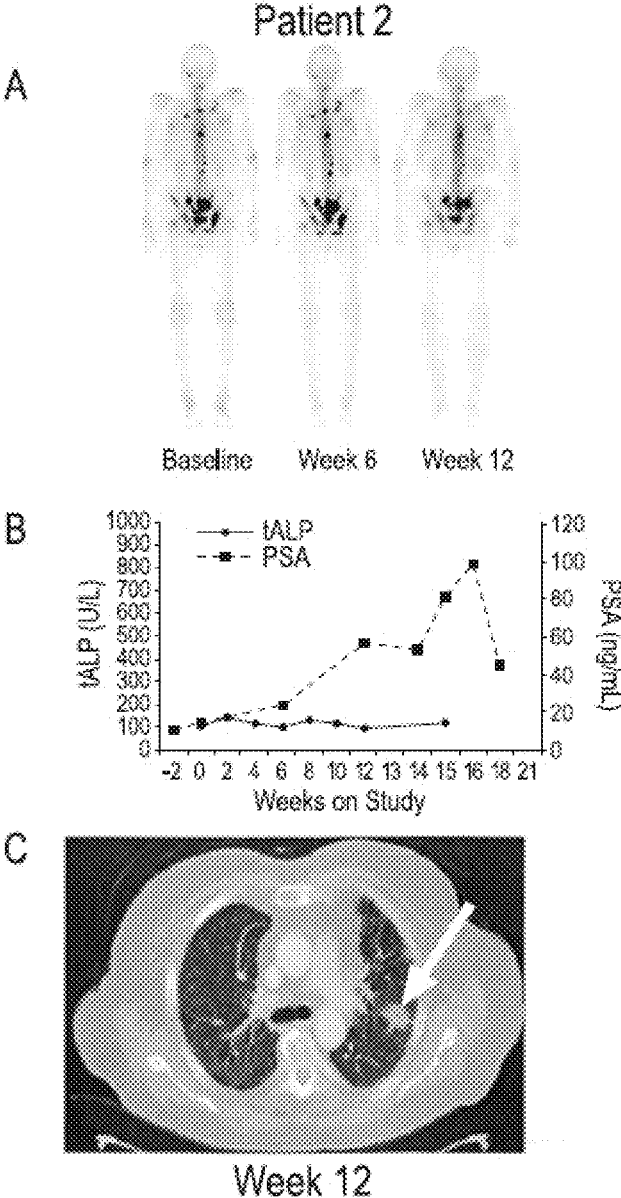 Patient 2
A
Baseline Week 6 Week 12
B
1000
900
800
700
600
500
400
300
200
100
0
tALP (U/L)
tALP
PSA
120
100
80
60
40
20
0
PSA (ng/mL)
-2 0 2 4 6 8 10 12 13 14 15 16 18 21
Weeks on Study
C
Week 12